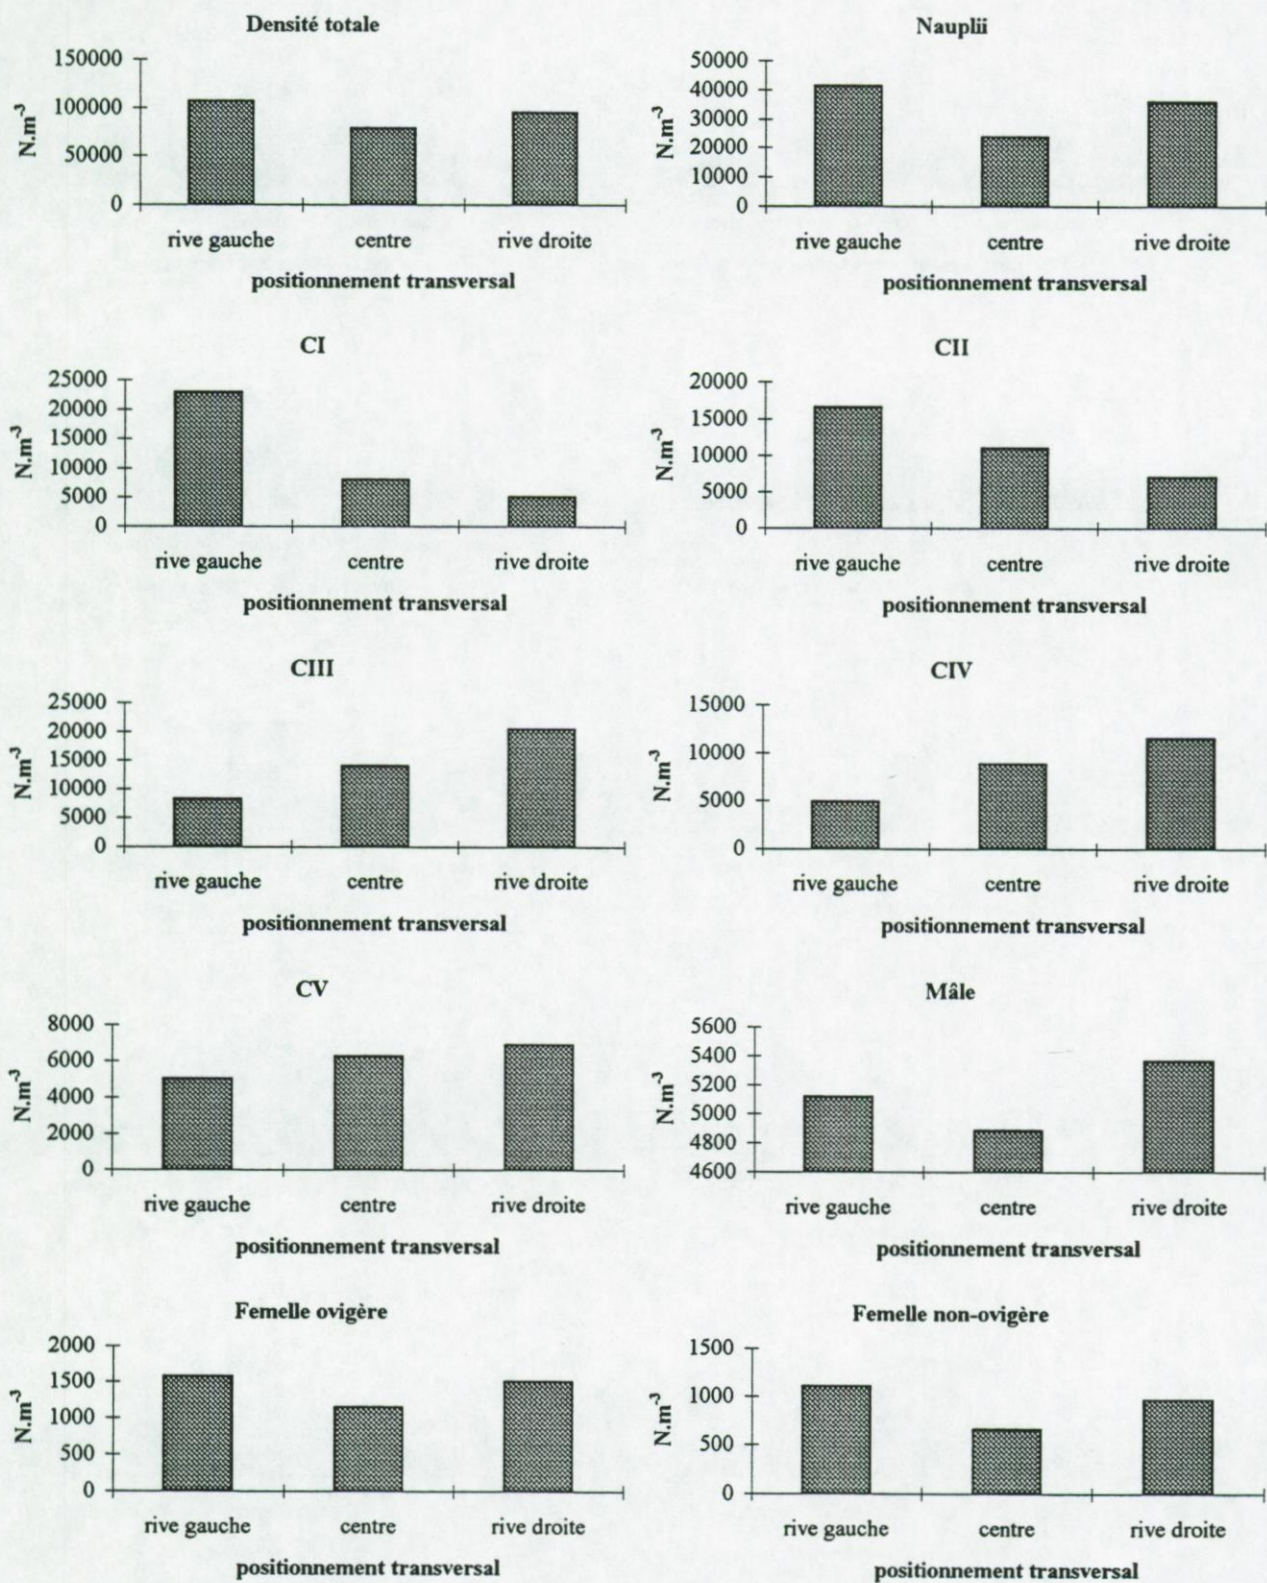 Densité totale
150000
100000
50000
0
N.m⁻³
rive gauche centre rive droite
positionnement transversal
Nauplii
50000
40000
30000
20000
10000
0
N.m⁻³
rive gauche centre rive droite
positionnement transversal
CI
25000
20000
15000
10000
5000
0
N.m⁻³
rive gauche centre rive droite
positionnement transversal
CII
20000
15000
10000
5000
0
N.m⁻³
rive gauche centre rive droite
positionnement transversal
CIII
25000
20000
15000
10000
5000
0
N.m⁻³
rive gauche centre rive droite
positionnement transversal
CIV
15000
10000
5000
0
N.m⁻³
rive gauche centre rive droite
positionnement transversal
CV
8000
6000
4000
2000
0
N.m⁻³
rive gauche centre rive droite
positionnement transversal
Mâle
5600
5400
5200
5000
4800
4600
N.m⁻³
rive gauche centre rive droite
positionnement transversal
Femelle ovigère
2000
1500
1000
500
0
N.m⁻³
rive gauche centre rive droite
positionnement transversal
Femelle non-ovigère
1500
1000
500
0
N.m⁻³
rive gauche centre rive droite
positionnement transversal